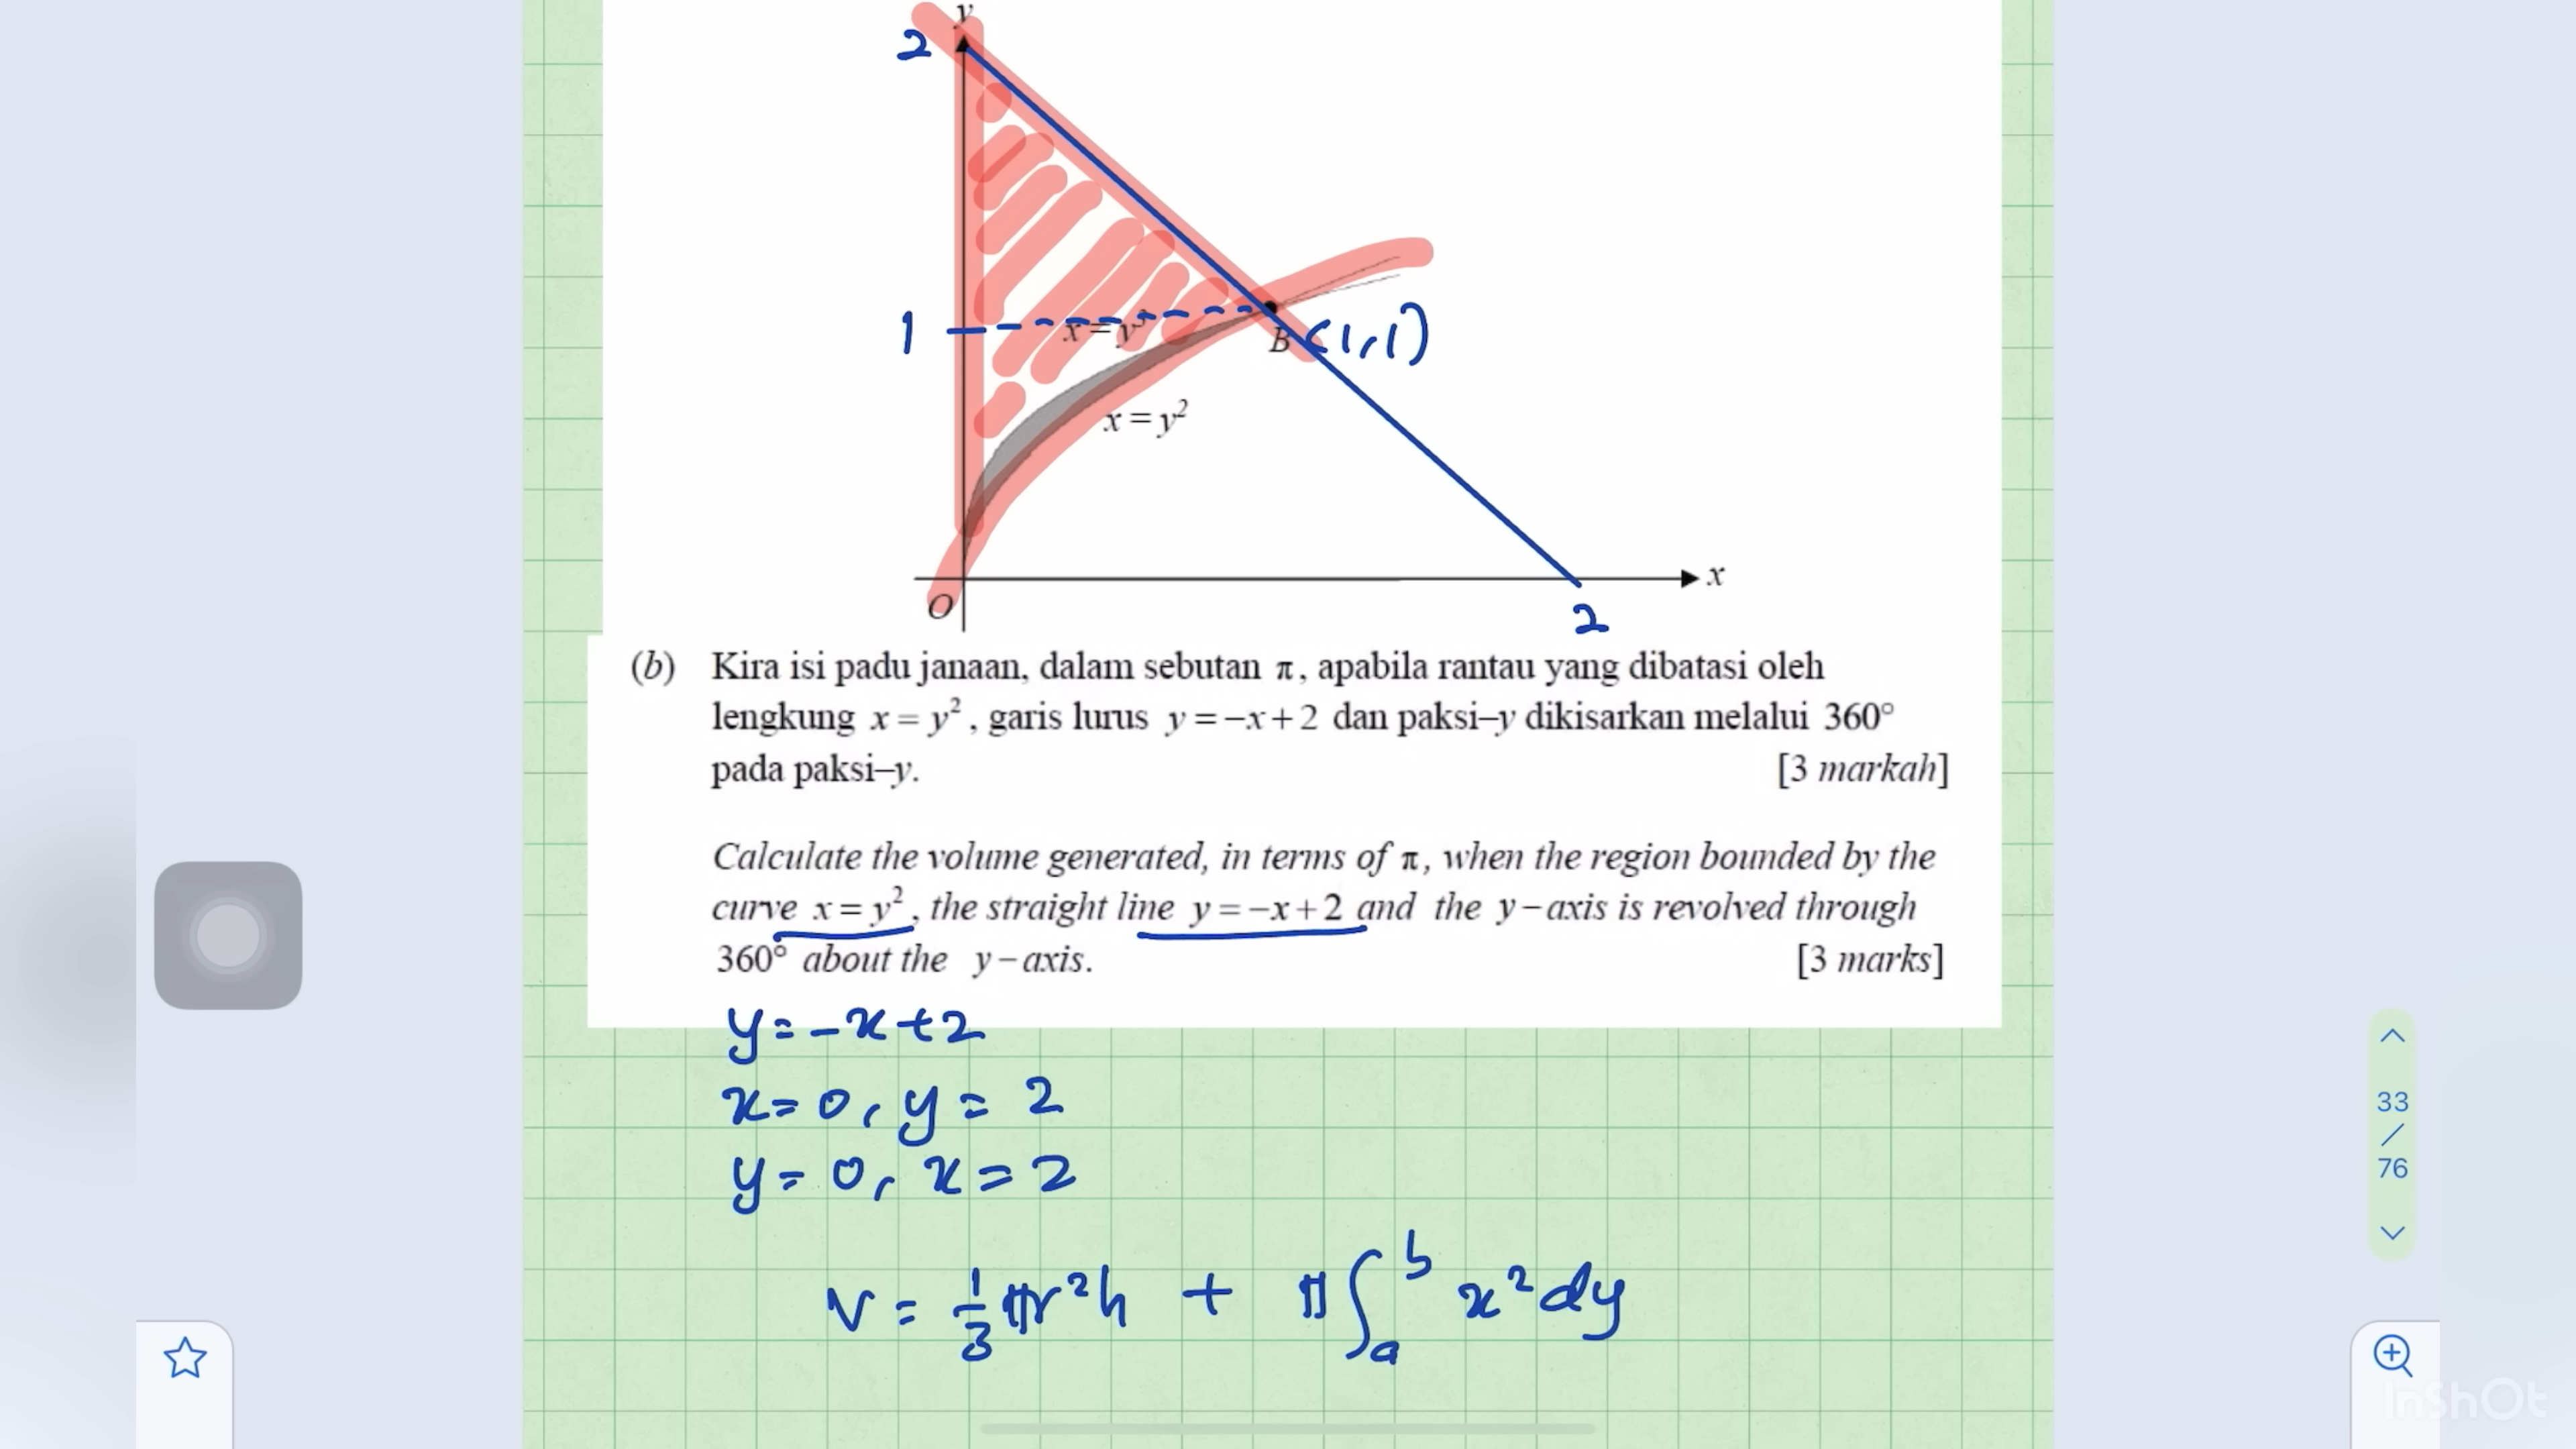 y
2
1
x = y³
B (1,1)
x = y²
x
O
2
(b) Kira isi padu janaan, dalam sebutan π, apabila rantau yang dibatasi oleh
lengkung x = y², garis lurus y = −x + 2 dan paksi–y dikisarkan melalui 360°
pada paksi–y. [3 markah]
Calculate the volume generated, in terms of π, when the region bounded by the
curve x = y², the straight line y = −x + 2 and the y – axis is revolved through
360° about the y – axis. [3 marks]
y = -x+2
x = 0, y = 2
y = 0, x = 2
V = 1/3 πr²h + π∫ₐᵇ x² dy
33
/
76
InShOt